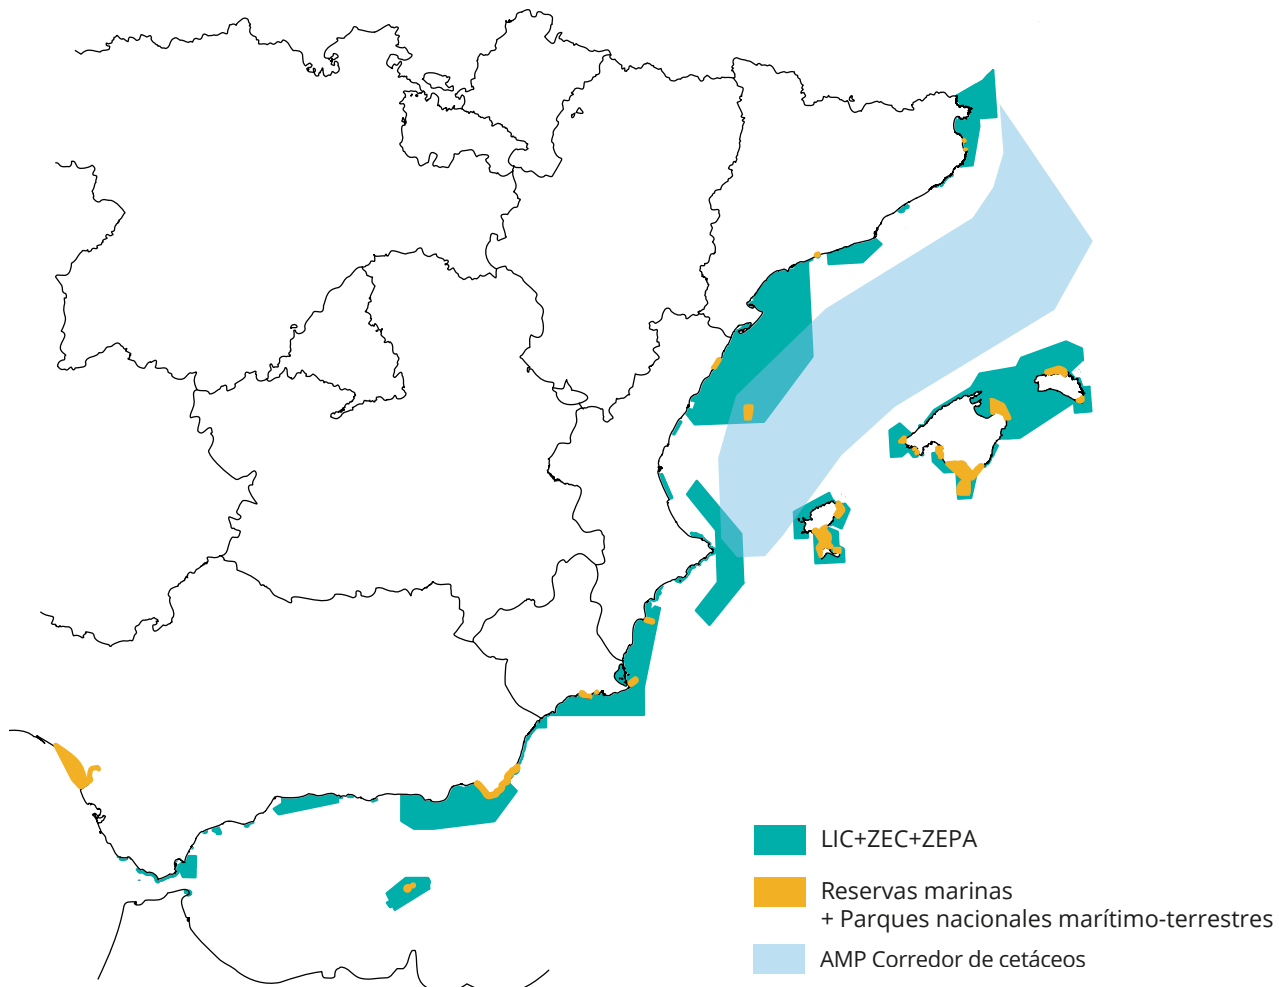 LIC+ZEC+ZEPA
Reservas marinas
+ Parques nacionales marítimo-terrestres
AMP Corredor de cetáceos